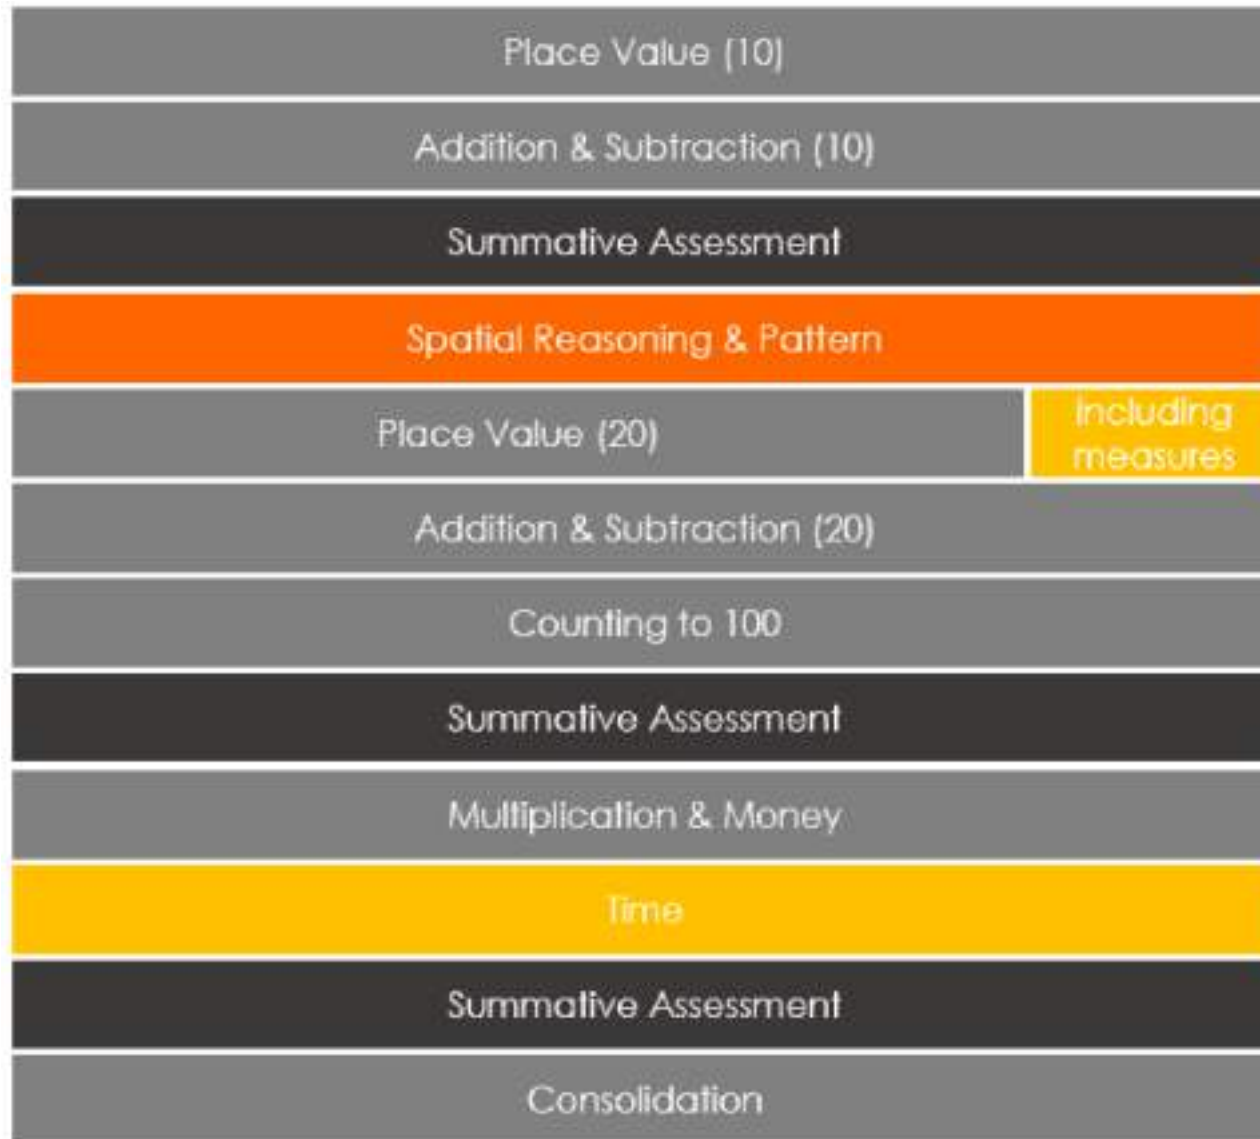 Place Value (10)
Addition & Subtraction (10)
Summative Assessment
Spatial Reasoning & Pattern
Place Value (20)
Including
measures
Addition & Subtraction (20)
Counting to 100
Summative Assessment
Multiplication & Money
Time
Summative Assessment
Consolidation